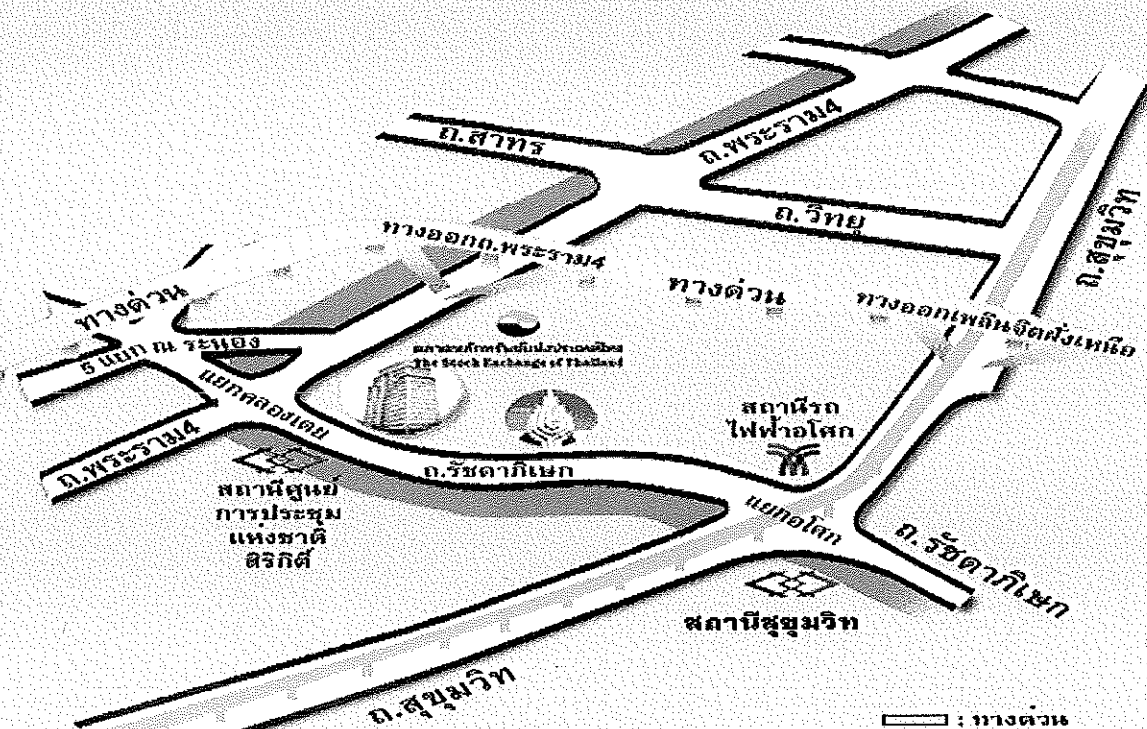 ถ.สาทร
ถ.พระราม4
ถ.วิทยุ
ถ.สุขุมวิท
ทางออกถ.พระราม4
ทางด่วน
ทางออกเพลินจิตฝั่งเหนือ
ทางด่วน
5 แยก ณ ระนอง
ตลาดหลักทรัพย์แห่งประเทศไทย
The Stock Exchange of Thailand
แยกคลองเตย
ถ.พระราม4
สถานีรถ
ไฟฟ้าอโศก
ถ.รัชดาภิเษก
สถานีศูนย์
การประชุม
แห่งชาติ
สิริกิติ์
แยกอโศก
ถ.รัชดาภิเษก
สถานีสุขุมวิท
ถ.สุขุมวิท
: ทางด่วน